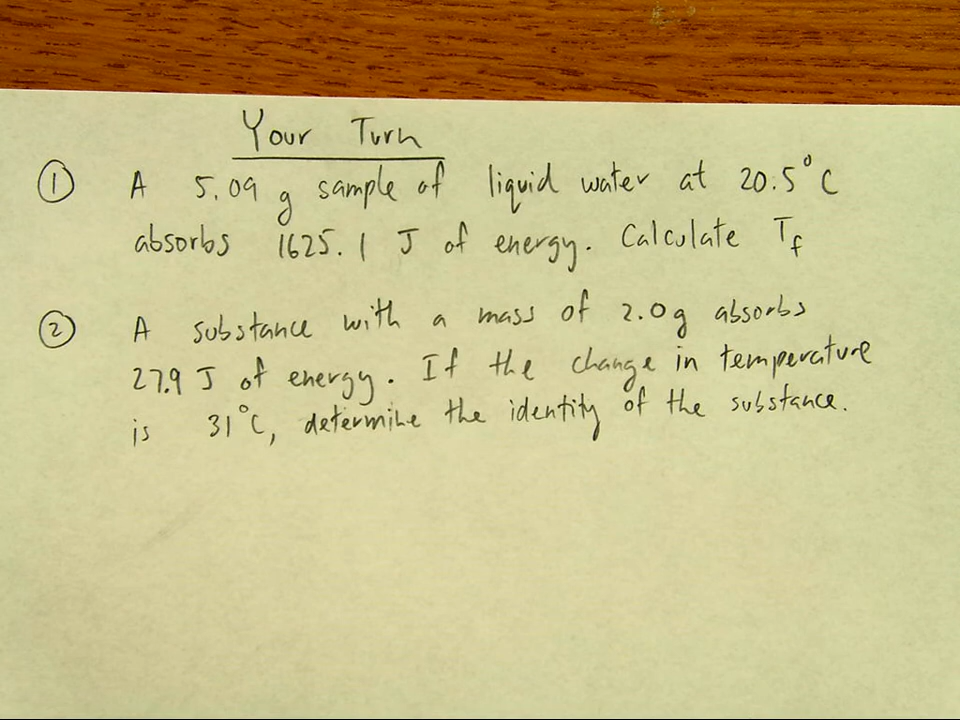 Your Turn
① A 5.09 g sample of liquid water at 20.5°C
absorbs 1625.1 J of energy. Calculate Tf
② A substance with a mass of 2.0g absorbs
27.9 J of energy. If the change in temperature
is 31°C, determine the identity of the substance.